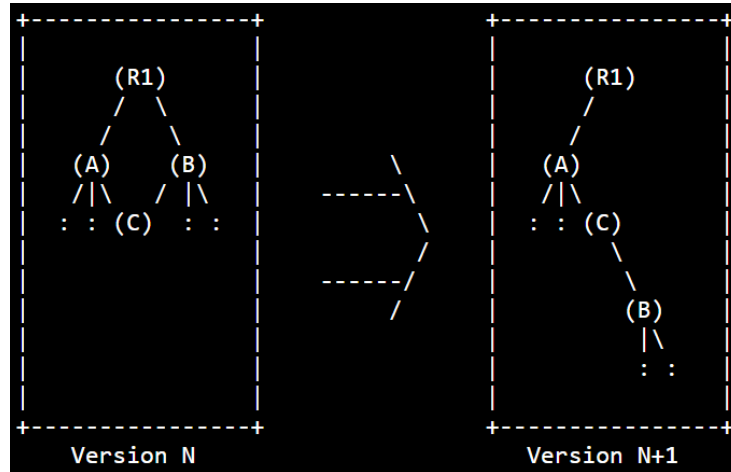 +----------------+ +----------------+
| | | |
| (R1) | | (R1) |
| / \ | | / |
| / \ | | / |
| (A) (B) | \ | (A) |
| /|\ / |\ | ------\ | /|\ |
| : : (C) : : | \ | : : (C) |
| | / | \ |
| | ------/ | \ |
| | / | (B) |
| | | |\ |
| | | : : |
| | | |
+----------------+ +----------------+
Version N Version N+1